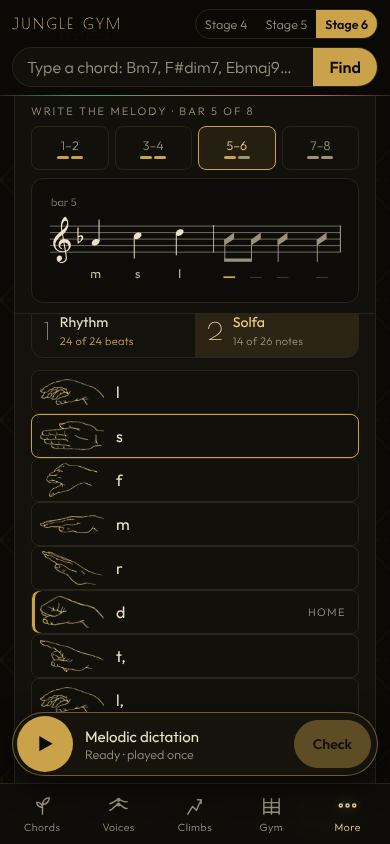 JUNGLE GYM
Stage 4 Stage 5 Stage 6
Type a chord: Bm7, F#dim7, Ebmaj9... Find
WRITE THE MELODY · BAR 5 OF 8
1–2 3–4 5–6 7–8
bar 5
m s l
1 Rhythm
24 of 24 beats
2 Solfa
14 of 26 notes
l
s
f
m
r
d HOME
t,
l,
Melodic dictation
Ready · played once
Check
Chords Voices Climbs Gym More